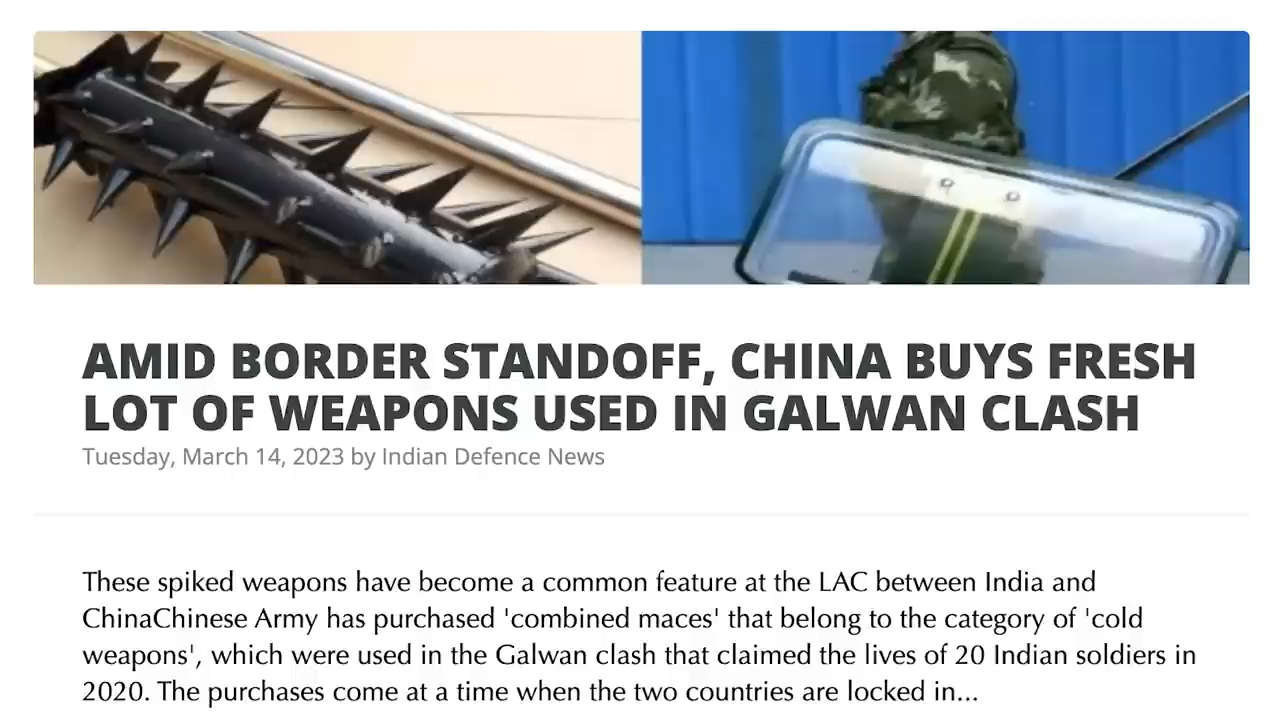 AMID BORDER STANDOFF, CHINA BUYS FRESH
LOT OF WEAPONS USED IN GALWAN CLASH
Tuesday, March 14, 2023 by Indian Defence News
These spiked weapons have become a common feature at the LAC between India and
ChinaChinese Army has purchased 'combined maces' that belong to the category of 'cold
weapons', which were used in the Galwan clash that claimed the lives of 20 Indian soldiers in
2020. The purchases come at a time when the two countries are locked in...